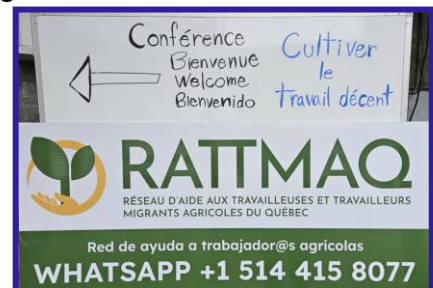 Conférence
Bienvenue
Welcome
Bienvenido
Cultiver
le
travail décent
RATTMAQ
RÉSEAU D'AIDE AUX TRAVAILLEUSES ET TRAVAILLEURS
MIGRANTS AGRICOLES DU QUÉBEC
Red de ayuda a trabajador@s agrícolas
WHATSAPP +1 514 415 8077